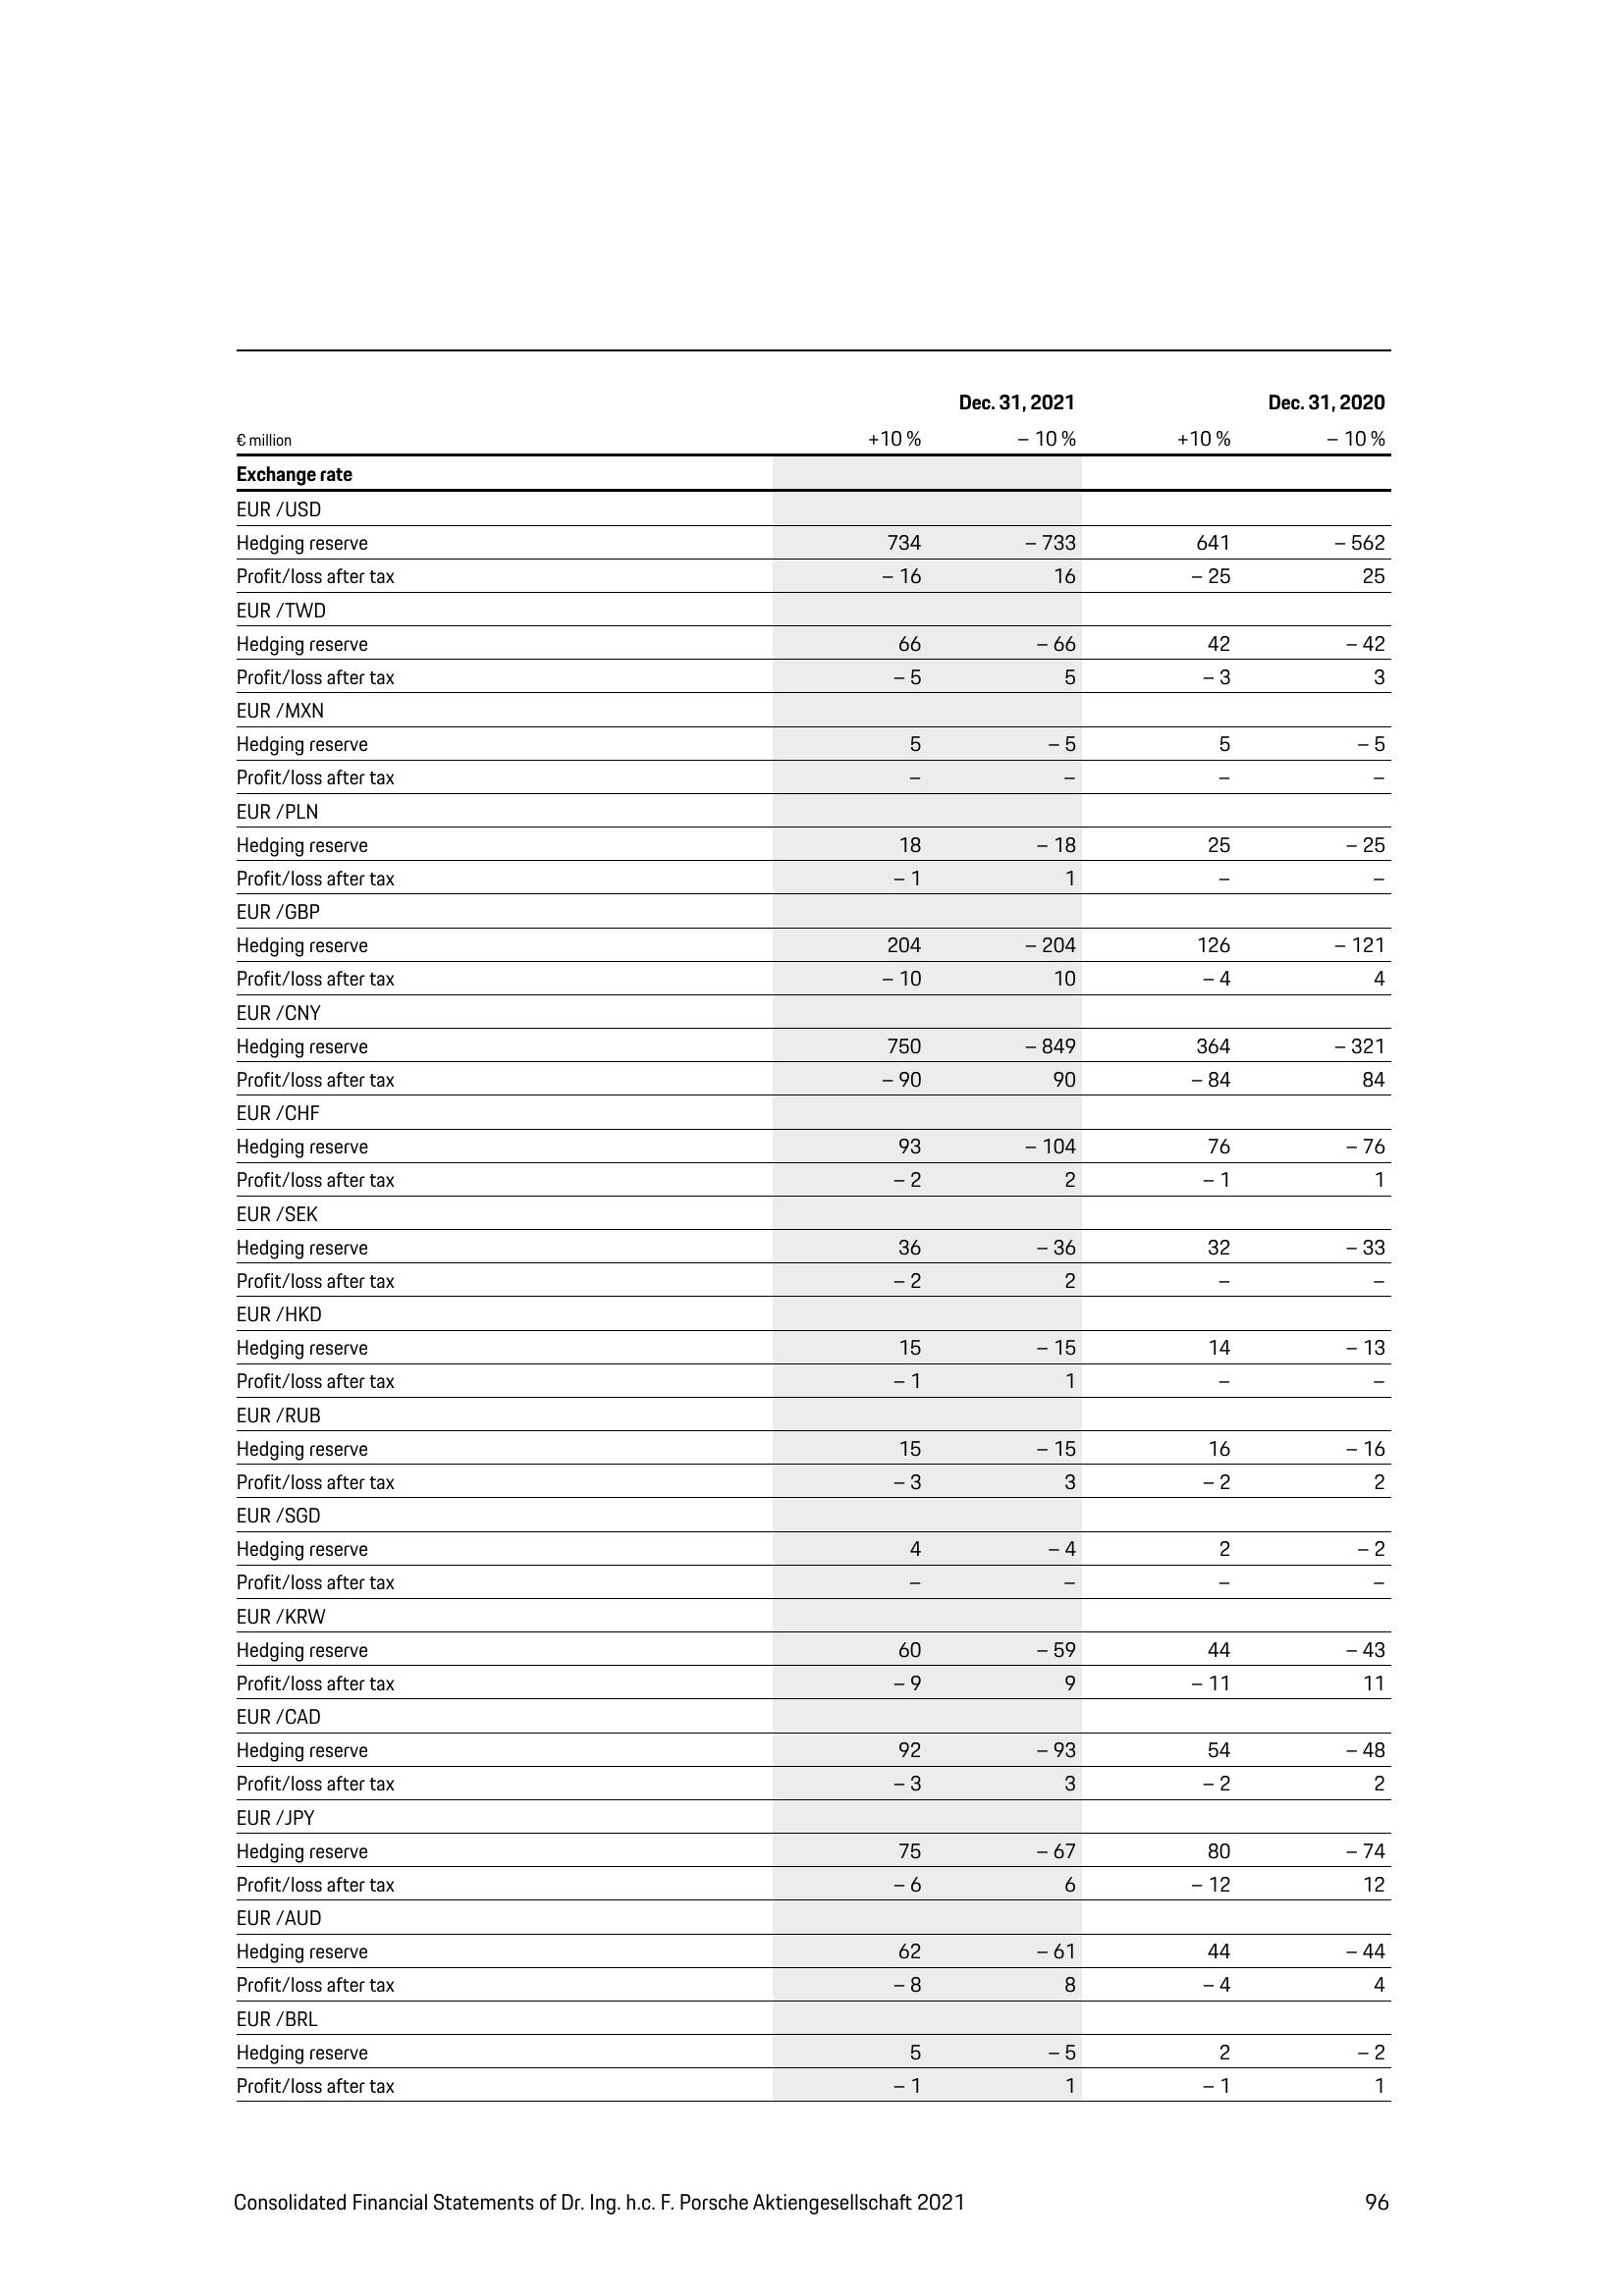 Dec. 31, 2021 Dec. 31, 2020
€ million +10 % – 10 % +10 % – 10 %
Exchange rate
EUR /USD
Hedging reserve 734 – 733 641 – 562
Profit/loss after tax – 16 16 – 25 25
EUR /TWD
Hedging reserve 66 – 66 42 – 42
Profit/loss after tax – 5 5 – 3 3
EUR /MXN
Hedging reserve 5 – 5 5 – 5
Profit/loss after tax – – – –
EUR /PLN
Hedging reserve 18 – 18 25 – 25
Profit/loss after tax – 1 1 – –
EUR /GBP
Hedging reserve 204 – 204 126 – 121
Profit/loss after tax – 10 10 – 4 4
EUR /CNY
Hedging reserve 750 – 849 364 – 321
Profit/loss after tax – 90 90 – 84 84
EUR /CHF
Hedging reserve 93 – 104 76 – 76
Profit/loss after tax – 2 2 – 1 1
EUR /SEK
Hedging reserve 36 – 36 32 – 33
Profit/loss after tax – 2 2 – –
EUR /HKD
Hedging reserve 15 – 15 14 – 13
Profit/loss after tax – 1 1 – –
EUR /RUB
Hedging reserve 15 – 15 16 – 16
Profit/loss after tax – 3 3 – 2 2
EUR /SGD
Hedging reserve 4 – 4 2 – 2
Profit/loss after tax – – – –
EUR /KRW
Hedging reserve 60 – 59 44 – 43
Profit/loss after tax – 9 9 – 11 11
EUR /CAD
Hedging reserve 92 – 93 54 – 48
Profit/loss after tax – 3 3 – 2 2
EUR /JPY
Hedging reserve 75 – 67 80 – 74
Profit/loss after tax – 6 6 – 12 12
EUR /AUD
Hedging reserve 62 – 61 44 – 44
Profit/loss after tax – 8 8 – 4 4
EUR /BRL
Hedging reserve 5 – 5 2 – 2
Profit/loss after tax – 1 1 – 1 1
Consolidated Financial Statements of Dr. Ing. h.c. F. Porsche Aktiengesellschaft 2021 96